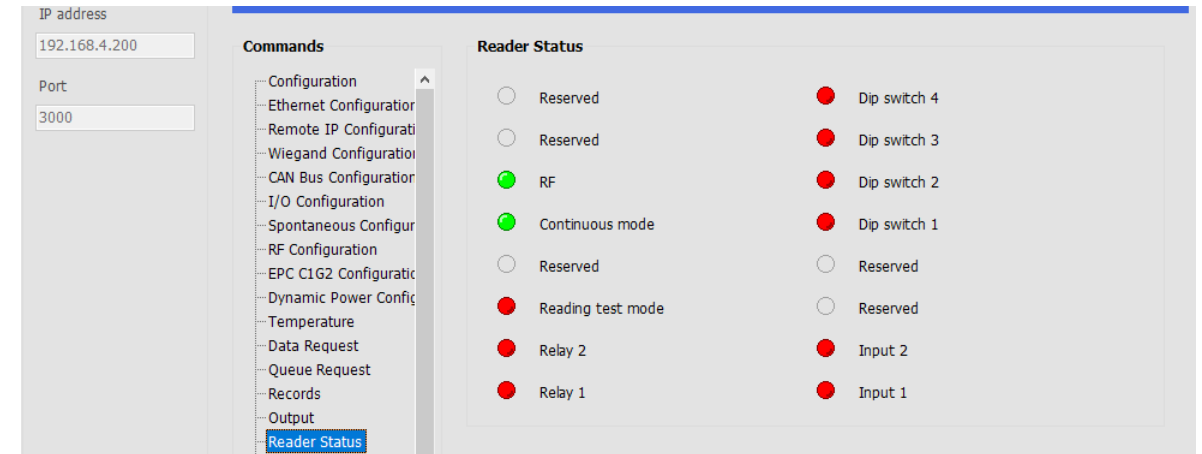 IP address
192.168.4.200
Port
3000
Commands
Configuration
Ethernet Configuration
Remote IP Configurati
Wiegand Configuration
CAN Bus Configuration
I/O Configuration
Spontaneous Configur
RF Configuration
EPC C1G2 Configuratic
Dynamic Power Config
Temperature
Data Request
Queue Request
Records
Output
Reader Status
Reader Status
Reserved
Reserved
RF
Continuous mode
Reserved
Reading test mode
Relay 2
Relay 1
Dip switch 4
Dip switch 3
Dip switch 2
Dip switch 1
Reserved
Reserved
Input 2
Input 1